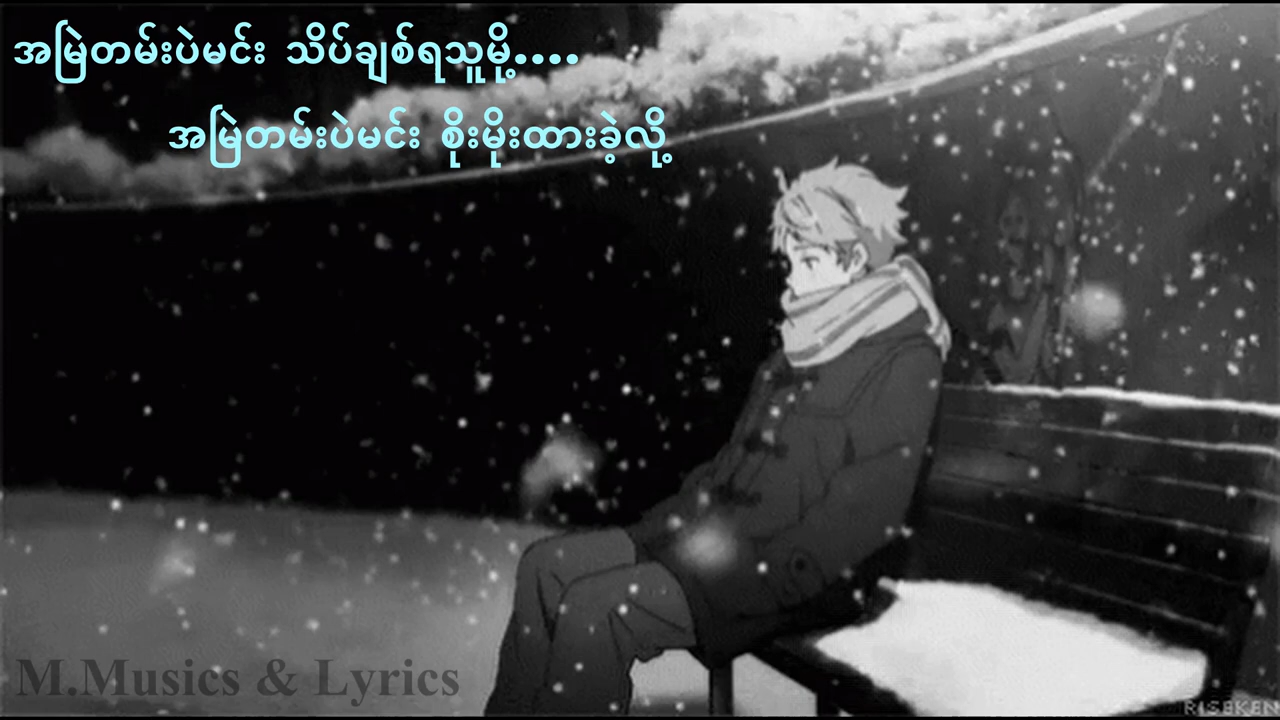 အမြဲတမ်းပဲမင်း သိပ်ချစ်ရသူမို့....
အမြဲတမ်းပဲမင်း စိုးမိုးထားခဲ့လို့
M.Musics & Lyrics
RISEKEN